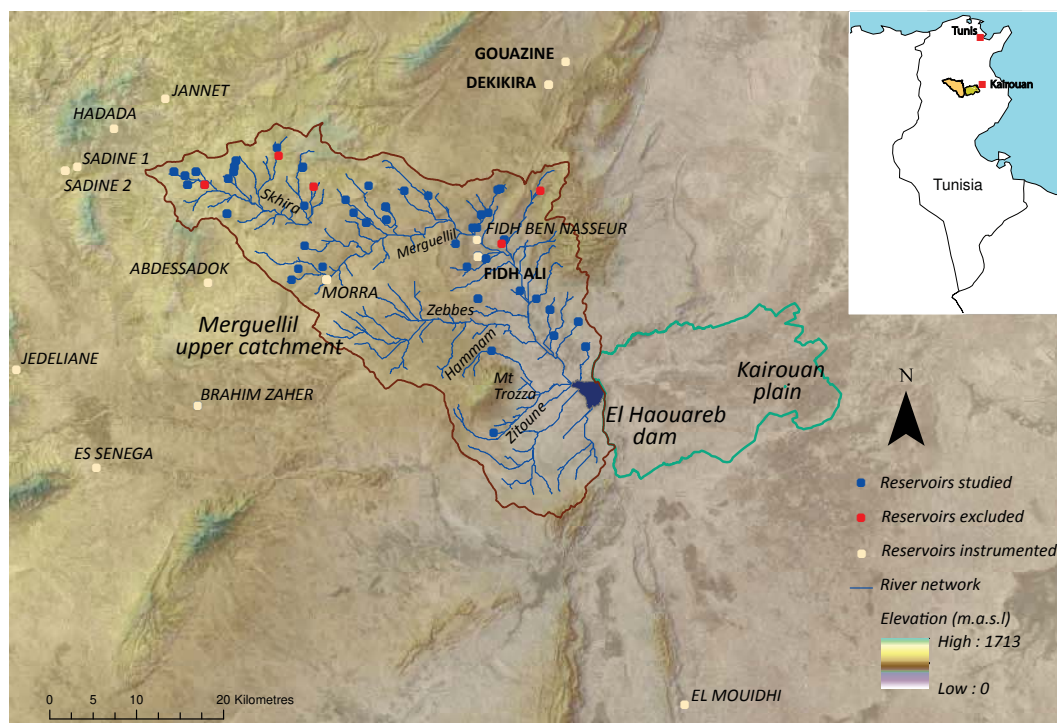 GOUAZINE
DEKIKIRA
JANNET
HADADA
SADINE 1
SADINE 2
Skhira
Merguellil
FIDH BEN NASSEUR
FIDH ALI
ABDESSADOK
MORRA
Zebbes
Merguellil
upper catchment
Hammam
JEDELIANE
Mt
Trozza
BRAHIM ZAHER
Zitoune
El Haouareb
dam
Kairouan
plain
ES SENEGA
EL MOUIDHI
Tunis
Kairouan
Tunisia
N
Reservoirs studied
Reservoirs excluded
Reservoirs instrumented
River network
Elevation (m.a.s.l)
High : 1713
Low : 0
0 5 10 20 Kilometres